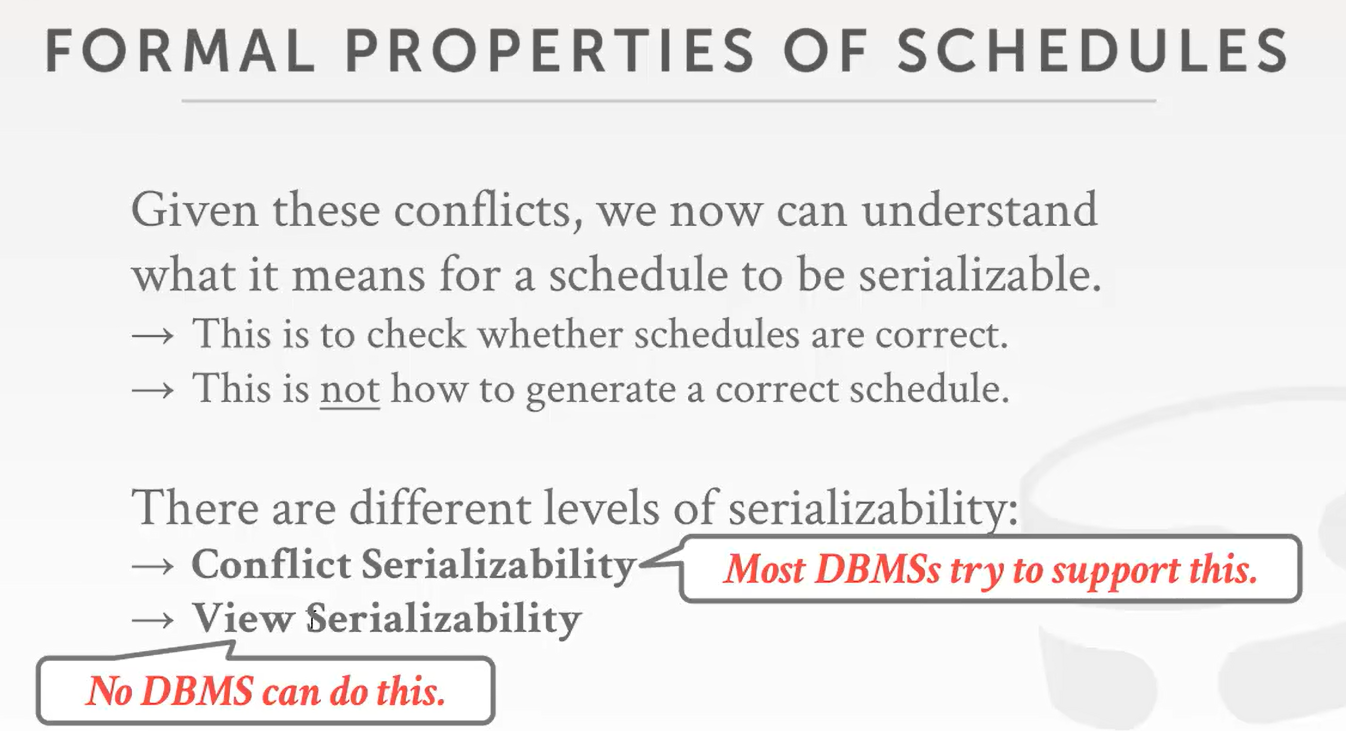 FORMAL PROPERTIES OF SCHEDULES
Given these conflicts, we now can understand
what it means for a schedule to be serializable.
→ This is to check whether schedules are correct.
→ This is not how to generate a correct schedule.
There are different levels of serializability:
→ Conflict Serializability
Most DBMSs try to support this.
→ View Serializability
No DBMS can do this.